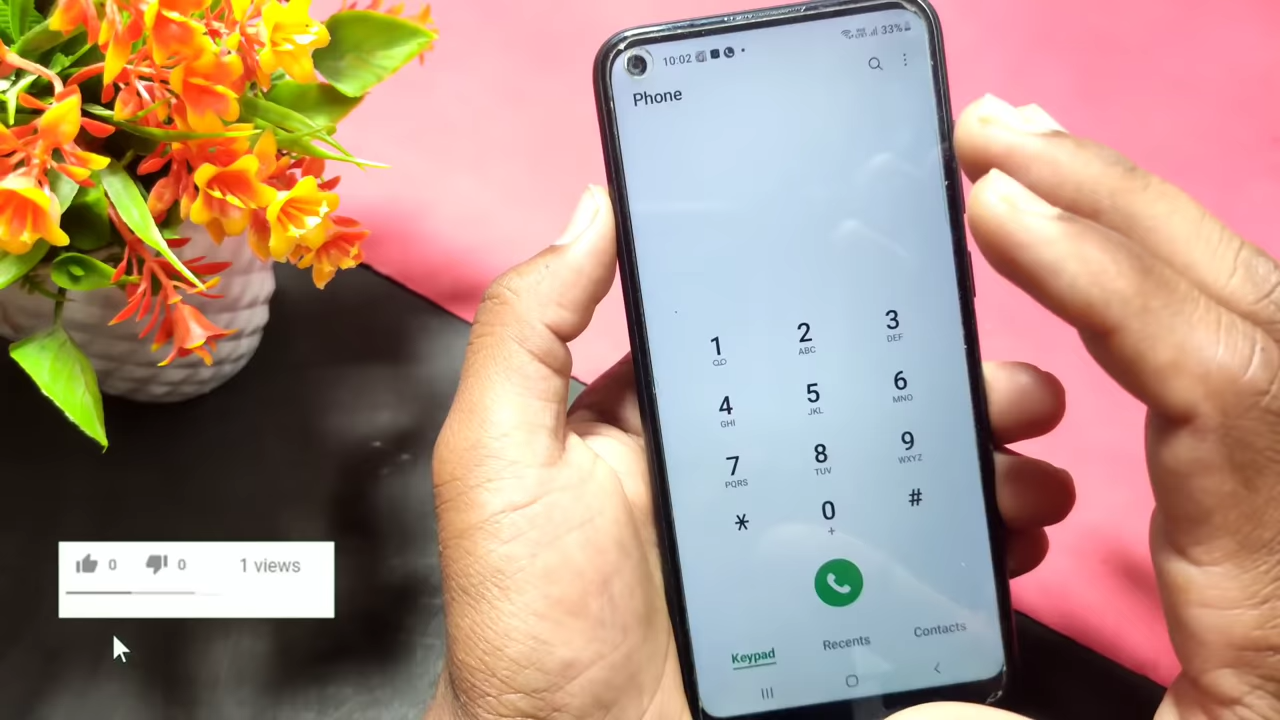 10:02
33%
Phone
1
2 ABC
3 DEF
4 GHI
5 JKL
6 MNO
7 PQRS
8 TUV
9 WXYZ
*
0 +
#
Keypad
Recents
Contacts
0 0 1 views